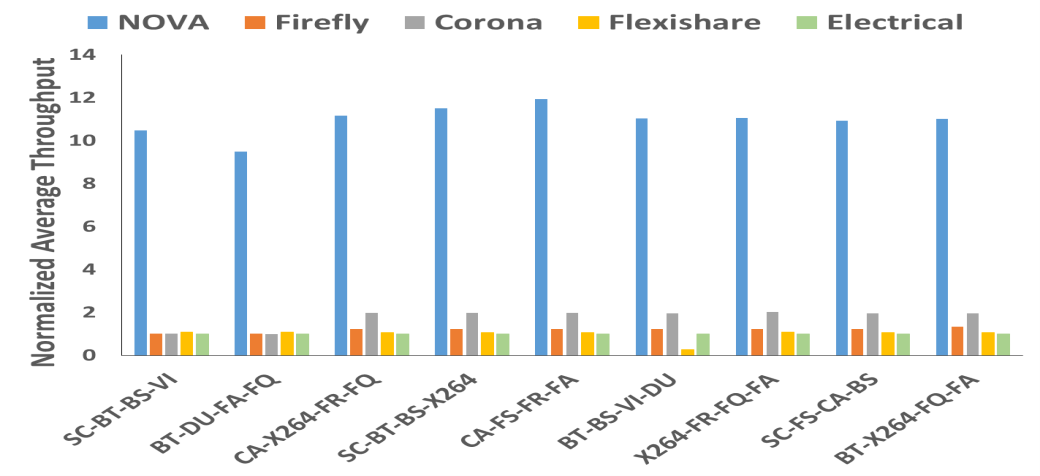 NOVA Firefly Corona Flexishare Electrical
Normalized Average Throughput
14
12
10
8
6
4
2
0
SC-BT-BS-VI
BT-DU-FA-FQ
CA-X264-FR-FQ
SC-BT-BS-X264
CA-FS-FR-FA
BT-BS-VI-DU
X264-FR-FQ-FA
SC-FS-CA-BS
BT-X264-FQ-FA